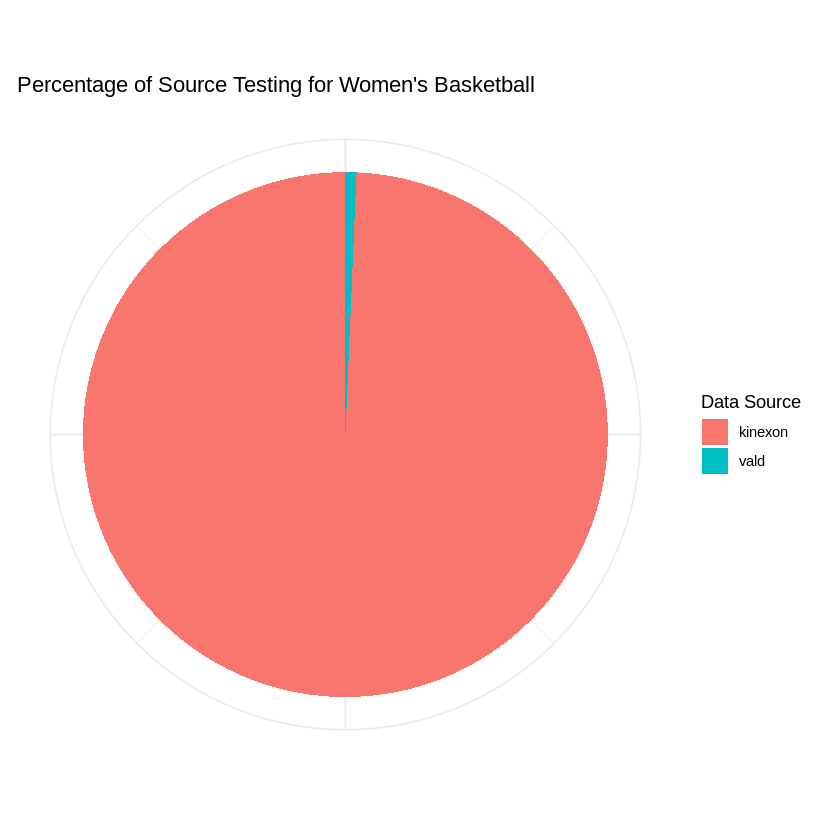 Percentage of Source Testing for Women's Basketball
Data Source
kinexon
vald